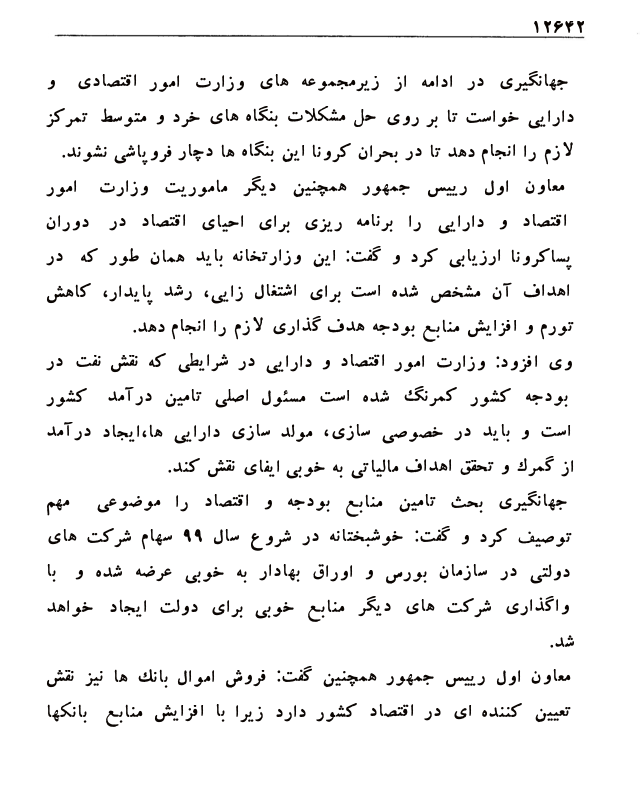 ۱۲۶۴۲
جهانگیری در ادامه از زیرمجموعه های وزارت امور اقتصادی و
دارایی خواست تا بر روی حل مشکلات بنگاه های خرد و متوسط تمرکز
لازم را انجام دهد تا در بحران کرونا این بنگاه ها دچار فروپاشی نشوند.
معاون اول رییس جمهور همچنین دیگر ماموریت وزارت امور
اقتصاد و دارایی را برنامه ریزی برای احیای اقتصاد در دوران
پساکرونا ارزیابی کرد و گفت: این وزارتخانه باید همان طور که در
اهداف آن مشخص شده است برای اشتغال زایی، رشد پایدار، کاهش
تورم و افزایش منابع بودجه هدف گذاری لازم را انجام دهد.
وی افزود: وزارت امور اقتصاد و دارایی در شرایطی که نقش نفت در
بودجه کشور کمرنگ شده است مسئول اصلی تامین درآمد کشور
است و باید در خصوصی سازی، مولد سازی دارایی ها،ایجاد درآمد
از گمرك و تحقق اهداف مالیاتی به خوبی ایفای نقش کند.
جهانگیری بحث تامین منابع بودجه و اقتصاد را موضوعی مهم
توصیف کرد و گفت: خوشبختانه در شروع سال ۹۹ سهام شرکت های
دولتی در سازمان بورس و اوراق بهادار به خوبی عرضه شده و با
واگذاری شرکت های دیگر منابع خوبی برای دولت ایجاد خواهد
شد.
معاون اول رییس جمهور همچنین گفت: فروش اموال بانك ها نیز نقش
تعیین کننده ای در اقتصاد کشور دارد زیرا با افزایش منابع بانکها